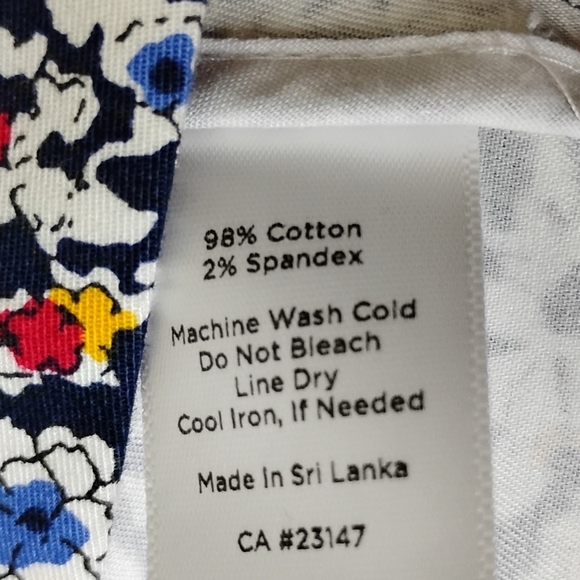 98% Cotton
2% Spandex
Machine Wash Cold
Do Not Bleach
Line Dry
Cool Iron, If Needed
Made In Sri Lanka
CA #23147